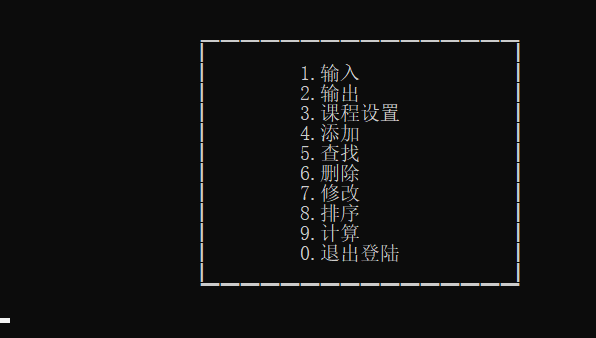 1.输入
2.输出
3.课程设置
4.添加
5.查找
6.删除
7.修改
8.排序
9.计算
0.退出登陆